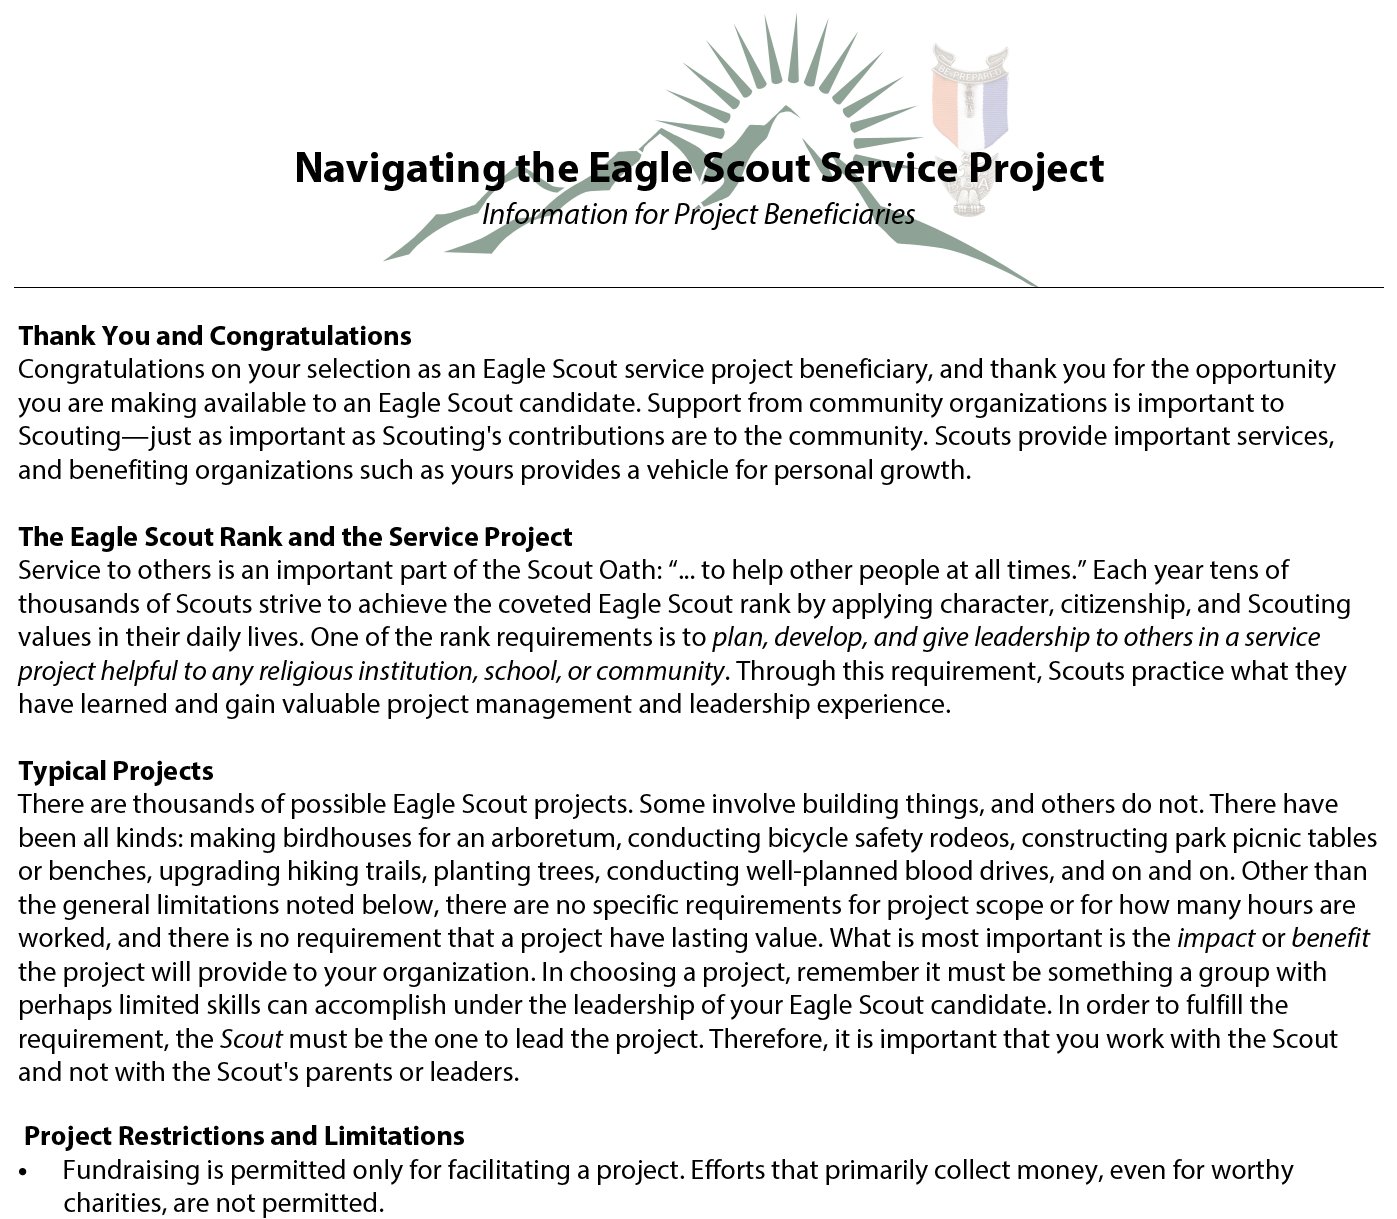 BE PREPARED
Navigating the Eagle Scout Service Project
Information for Project Beneficiaries
Thank You and Congratulations
Congratulations on your selection as an Eagle Scout service project beneficiary, and thank you for the opportunity
you are making available to an Eagle Scout candidate. Support from community organizations is important to
Scouting—just as important as Scouting's contributions are to the community. Scouts provide important services,
and benefiting organizations such as yours provides a vehicle for personal growth.
The Eagle Scout Rank and the Service Project
Service to others is an important part of the Scout Oath: “... to help other people at all times.” Each year tens of
thousands of Scouts strive to achieve the coveted Eagle Scout rank by applying character, citizenship, and Scouting
values in their daily lives. One of the rank requirements is to plan, develop, and give leadership to others in a service
project helpful to any religious institution, school, or community. Through this requirement, Scouts practice what they
have learned and gain valuable project management and leadership experience.
Typical Projects
There are thousands of possible Eagle Scout projects. Some involve building things, and others do not. There have
been all kinds: making birdhouses for an arboretum, conducting bicycle safety rodeos, constructing park picnic tables
or benches, upgrading hiking trails, planting trees, conducting well-planned blood drives, and on and on. Other than
the general limitations noted below, there are no specific requirements for project scope or for how many hours are
worked, and there is no requirement that a project have lasting value. What is most important is the impact or benefit
the project will provide to your organization. In choosing a project, remember it must be something a group with
perhaps limited skills can accomplish under the leadership of your Eagle Scout candidate. In order to fulfill the
requirement, the Scout must be the one to lead the project. Therefore, it is important that you work with the Scout
and not with the Scout's parents or leaders.
Project Restrictions and Limitations
• Fundraising is permitted only for facilitating a project. Efforts that primarily collect money, even for worthy
charities, are not permitted.